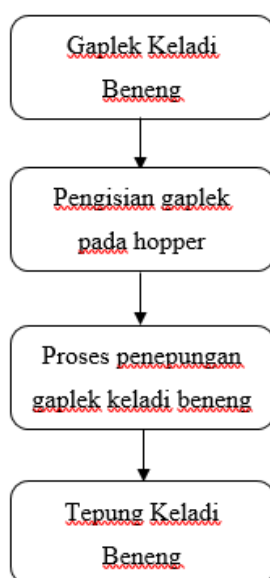 Gaplek Keladi
Beneng
Pengisian gaplek
pada hopper
Proses penepungan
gaplek keladi beneng
Tepung Keladi
Beneng